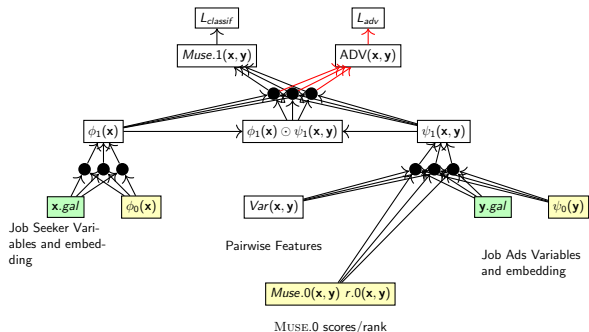 L_classif
L_adv
Muse.1(x, y)
ADV(x, y)
ϕ₁(x)
ϕ₁(x) ⊙ ψ₁(x, y)
ψ₁(x, y)
x.gal
ϕ₀(x)
Var(x, y)
y.gal
ψ₀(y)
Job Seeker Vari-
ables and embed-
ding
Pairwise Features
Job Ads Variables
and embedding
Muse.0(x, y) r.0(x, y)
MUSE.0 scores/rank